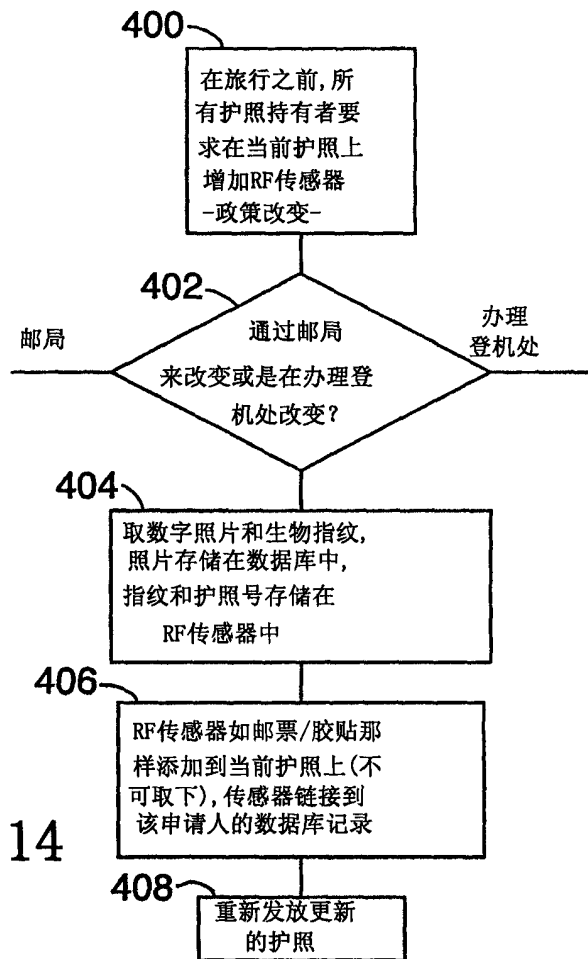 400
在旅行之前,所
有护照持有者要
求在当前护照上
增加RF传感器
-政策改变-
402
邮局
通过邮局
来改变或是在办理登
机处改变?
办理
登机处
404
取数字照片和生物指纹,
照片存储在数据库中,
指纹和护照号存储在
RF传感器中
406
RF传感器如邮票/胶贴那
样添加到当前护照上(不
可取下),传感器链接到
该申请人的数据库记录
14
408
重新发放更新
的护照